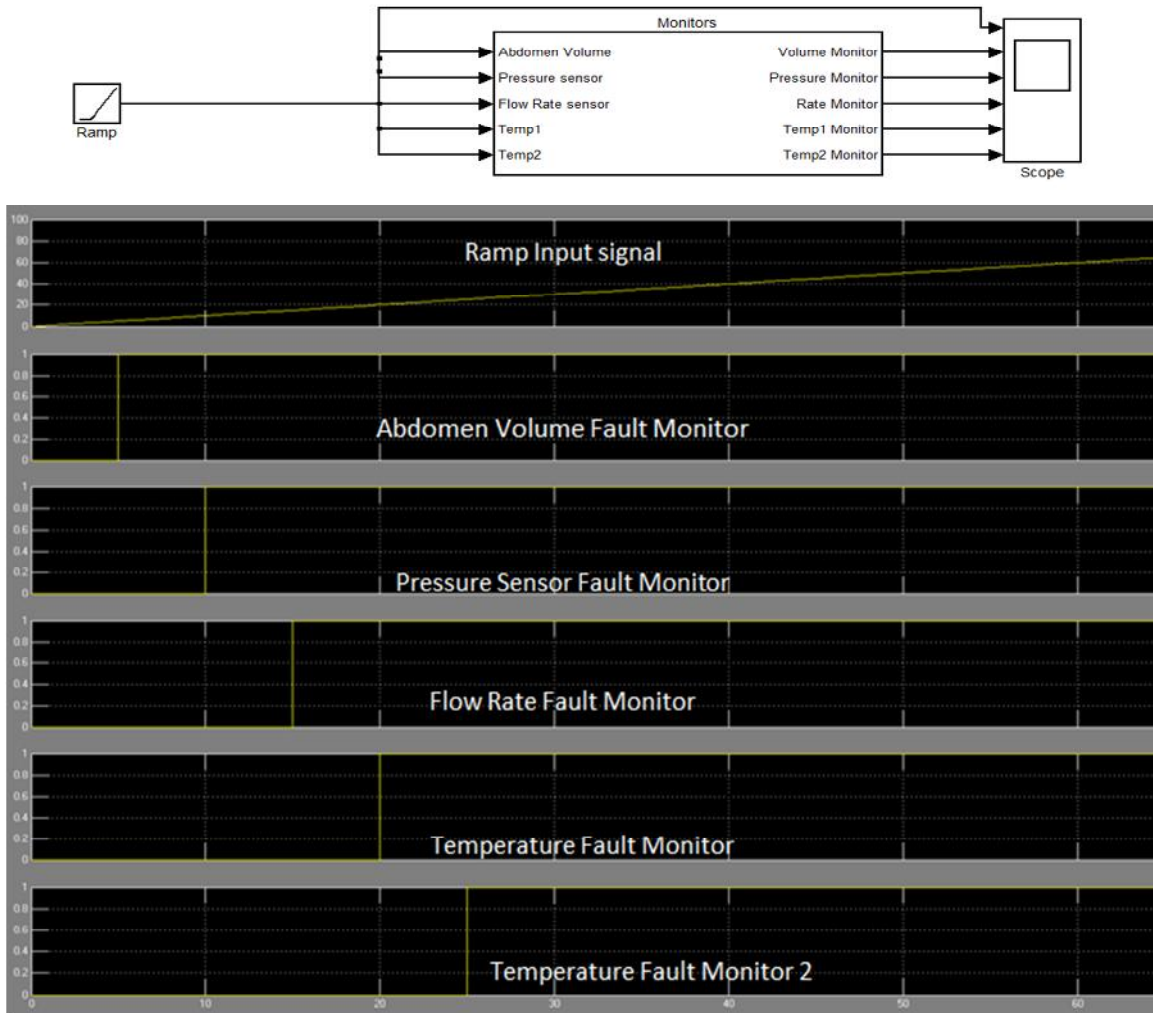 Monitors
Abdomen Volume
Volume Monitor
Pressure sensor
Pressure Monitor
Flow Rate sensor
Rate Monitor
Temp1
Temp1 Monitor
Temp2
Temp2 Monitor
Ramp
Scope
100
80
60
40
20
0
Ramp Input signal
1
0.8
0.6
0.4
0.2
0
Abdomen Volume Fault Monitor
1
0.8
0.6
0.4
0.2
0
Pressure Sensor Fault Monitor
1
0.8
0.6
0.4
0.2
0
Flow Rate Fault Monitor
1
0.8
0.6
0.4
0.2
0
Temperature Fault Monitor
1
0.8
0.6
0.4
0.2
0
Temperature Fault Monitor 2
0 10 20 30 40 50 60